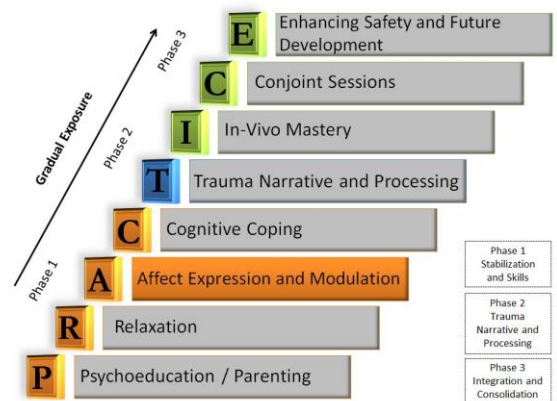 E Enhancing Safety and Future
Development
C Conjoint Sessions
I In-Vivo Mastery
T Trauma Narrative and Processing
C Cognitive Coping
A Affect Expression and Modulation
R Relaxation
P Psychoeducation / Parenting
Gradual Exposure
Phase 3
Phase 2
Phase 1
Phase 1
Stabilization
and Skills
Phase 2
Trauma
Narrative and
Processing
Phase 3
Integration and
Consolidation